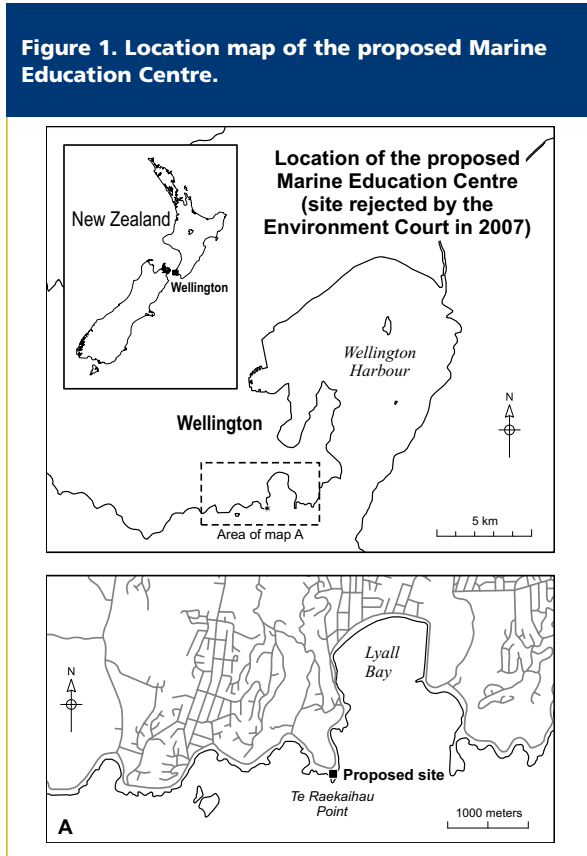 Figure 1. Location map of the proposed Marine
Education Centre.
Location of the proposed
Marine Education Centre
(site rejected by the
Environment Court in 2007)
New Zealand
Wellington
Wellington
Harbour
Wellington
N
5 km
Area of map A
Lyall
Bay
N
Proposed site
Te Raekaihau
Point
1000 meters
A